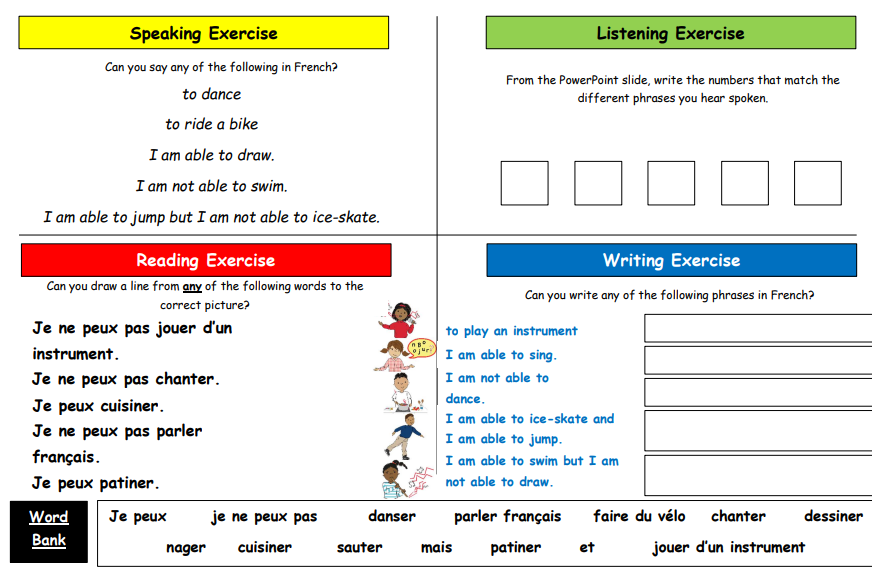 Speaking Exercise
Can you say any of the following in French?
to dance
to ride a bike
I am able to draw.
I am not able to swim.
I am able to jump but I am not able to ice-skate.
Listening Exercise
From the PowerPoint slide, write the numbers that match the
different phrases you hear spoken.
Reading Exercise
Can you draw a line from any of the following words to the
correct picture?
Je ne peux pas jouer d’un
instrument.
Je ne peux pas chanter.
Je peux cuisiner.
Je ne peux pas parler
français.
Je peux patiner.
Writing Exercise
Can you write any of the following phrases in French?
to play an instrument
I am able to sing.
I am not able to
dance.
I am able to ice-skate and
I am able to jump.
I am able to swim but I am
not able to draw.
Word
Bank
Je peux je ne peux pas danser parler français faire du vélo chanter dessiner
nager cuisiner sauter mais patiner et jouer d’un instrument